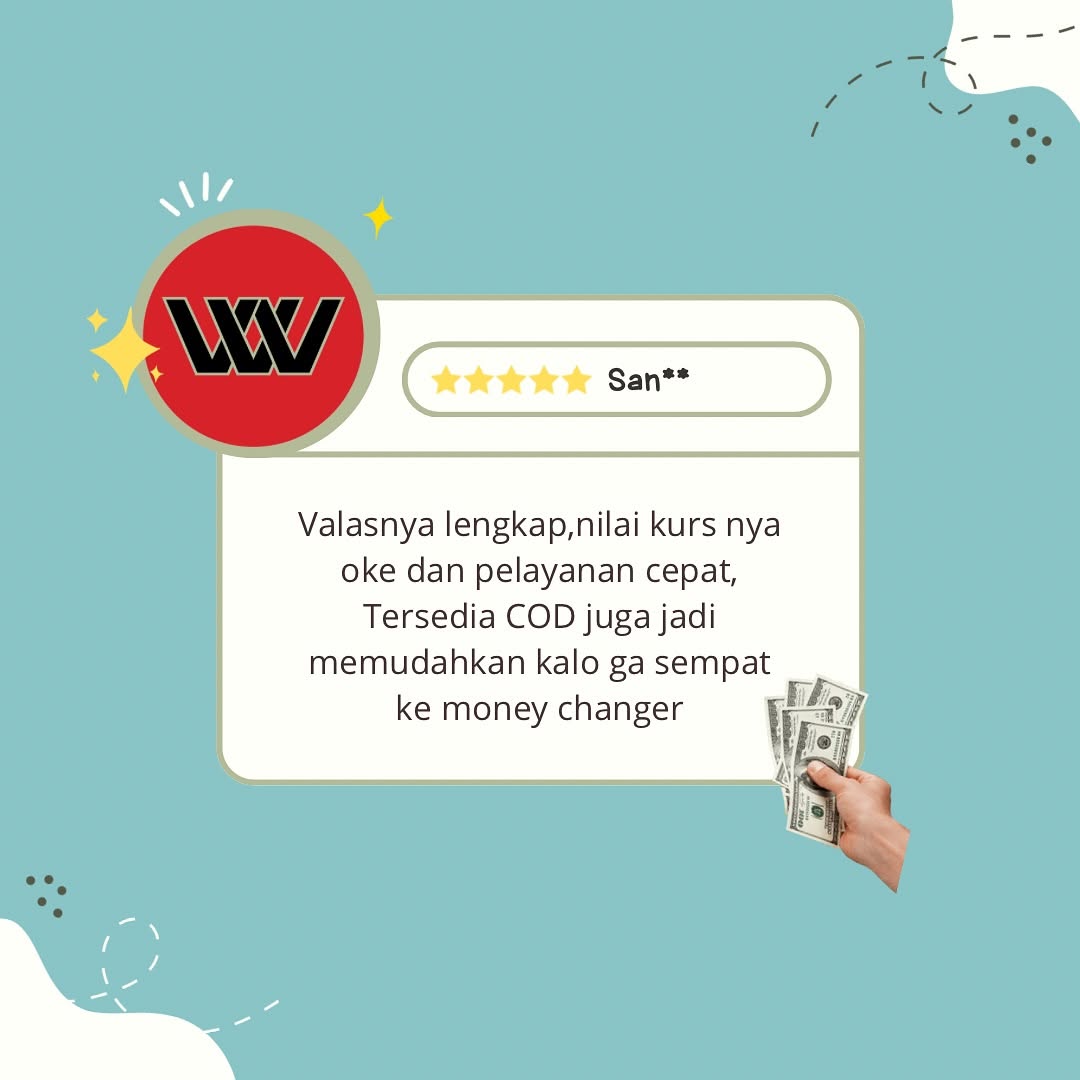 W
San**
Valasnya lengkap,nilai kurs nya
oke dan pelayanan cepat,
Tersedia COD juga jadi
memudahkan kalo ga sempat
ke money changer